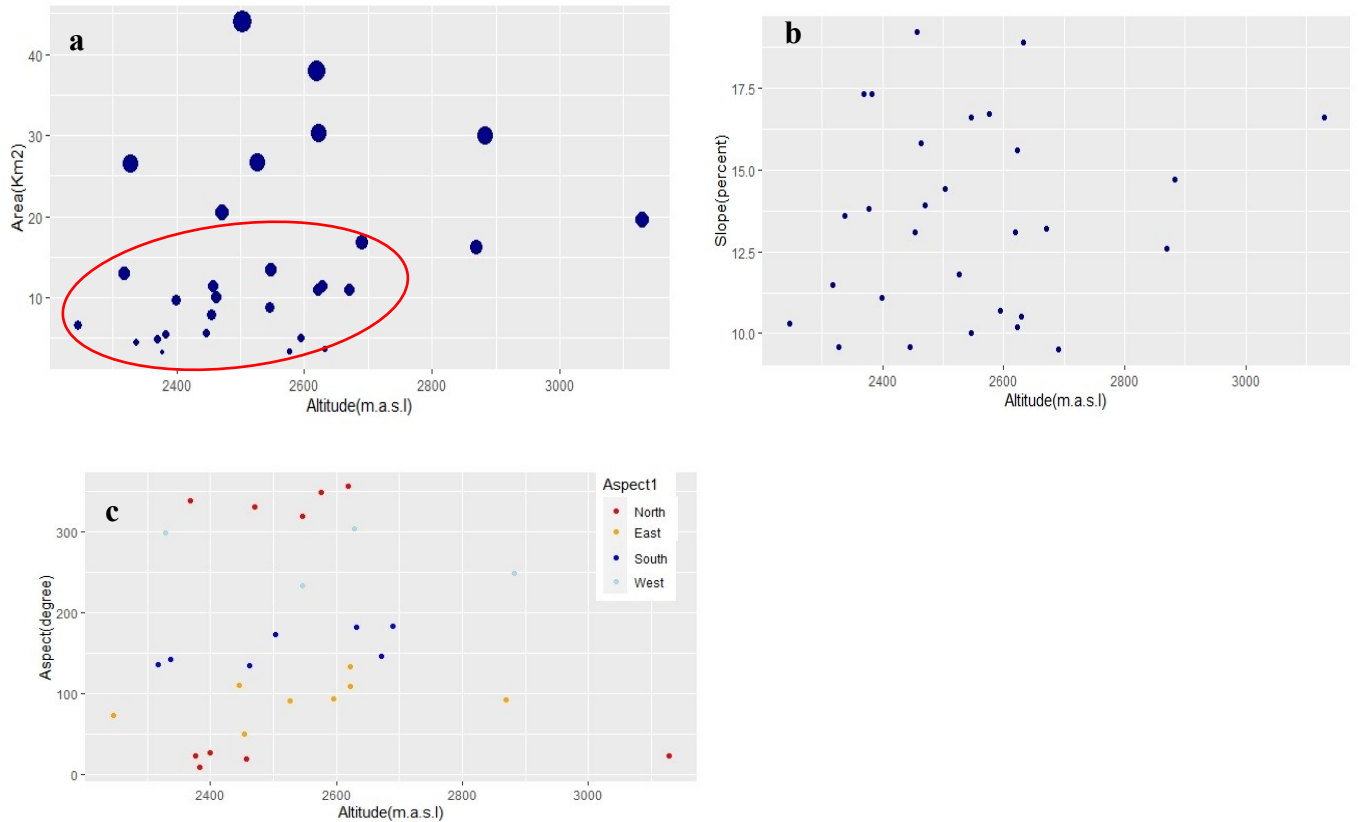 a
Area(Km2)
40
30
20
10
2400
2600
2800
3000
Altitude(m.a.s.l)
b
Slope(percent)
17.5
15.0
12.5
10.0
2400
2600
2800
3000
Altitude(m.a.s.l)
c
Aspect(degree)
300
200
100
0
2400
2600
2800
3000
Altitude(m.a.s.l)
Aspect1
North
East
South
West